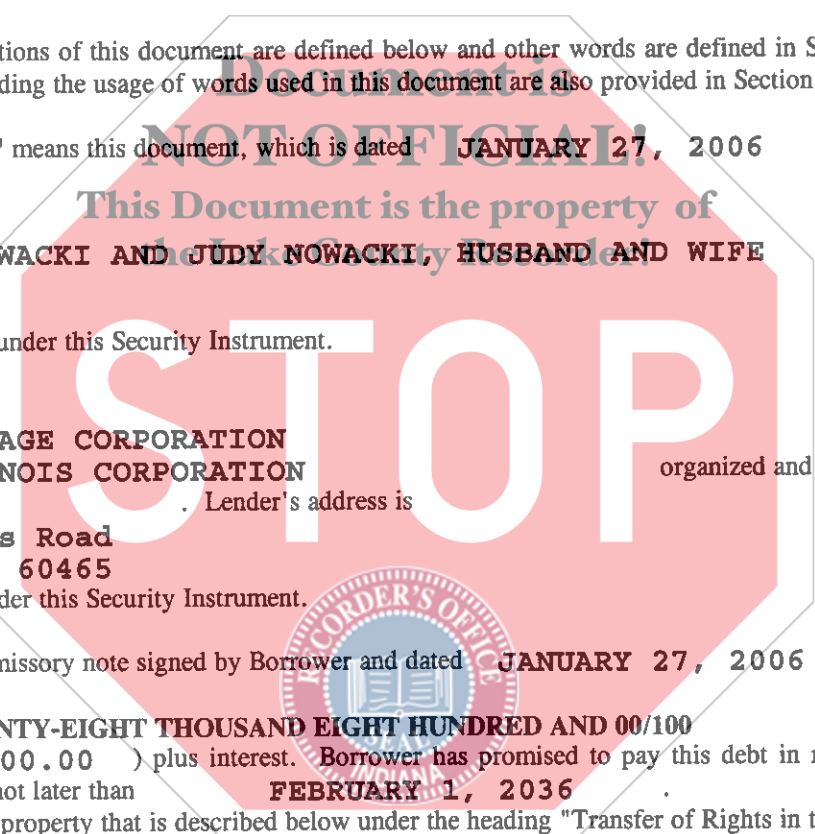 tions of this document are defined below and other words are defined in S
ding the usage of words used in this document are also provided in Section
Document is
NOT OFFICIAL!
" means this document, which is dated JANUARY 27, 2006
This Document is the property of
the Lake County Recorder!
WACKI AND JUDY NOWACKI, HUSBAND AND WIFE
under this Security Instrument.
STOP
AGE CORPORATION
NOIS CORPORATION organized and
. Lender's address is
s Road
60465
der this Security Instrument.
RECORDER'S OFFICE
SEAL
INDIANA
missory note signed by Borrower and dated JANUARY 27, 2006
NTY-EIGHT THOUSAND EIGHT HUNDRED AND 00/100
00.00 ) plus interest. Borrower has promised to pay this debt in
not later than FEBRUARY 1, 2036 .
property that is described below under the heading "Transfer of Rights in t